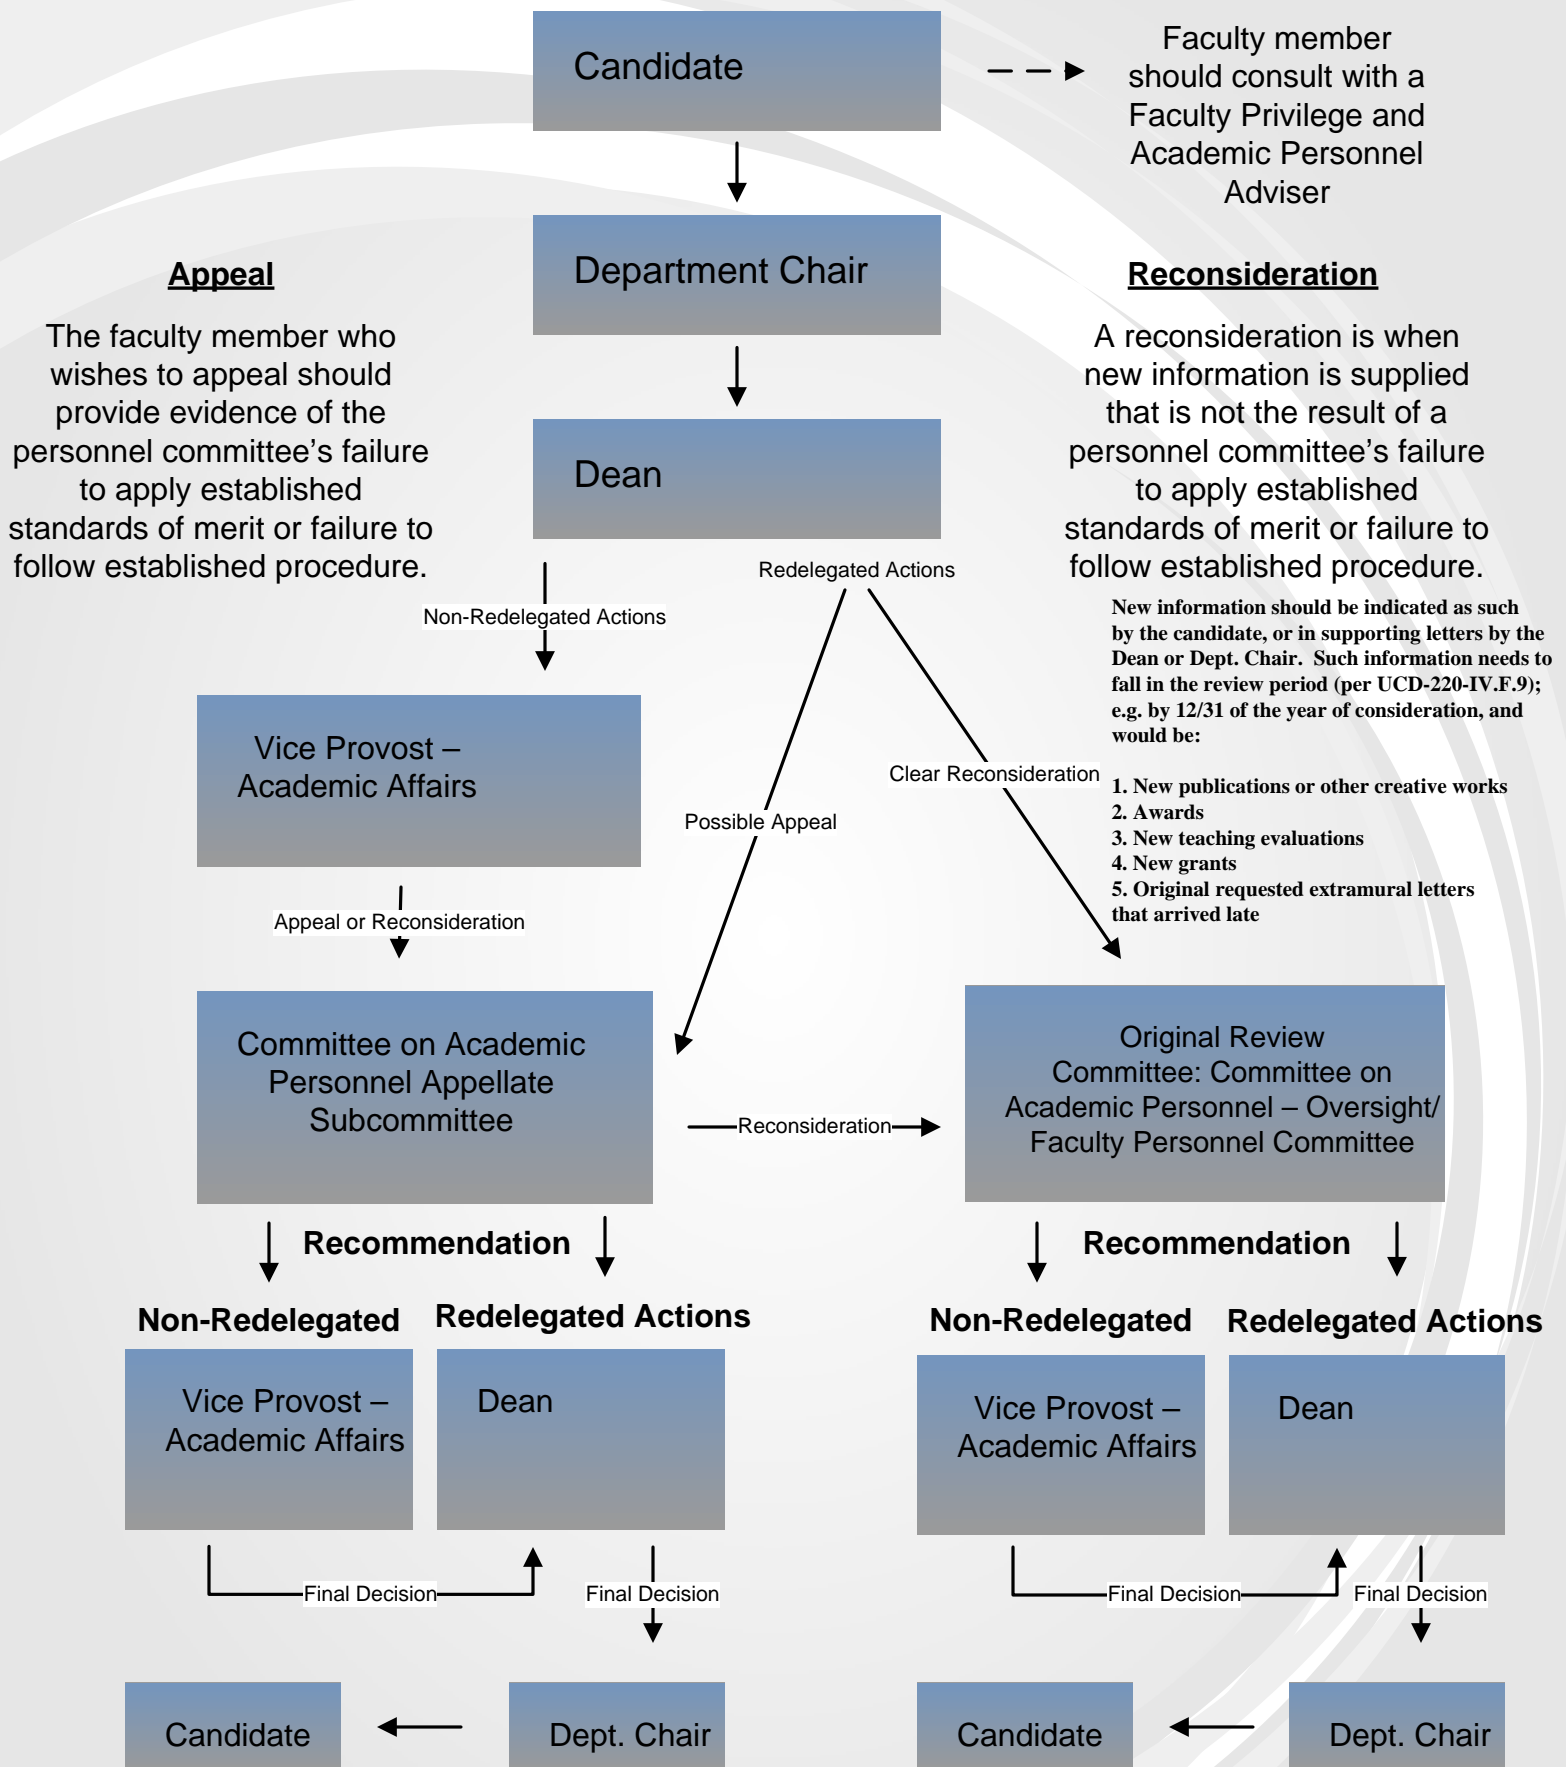 Candidate
Faculty member
should consult with a
Faculty Privilege and
Academic Personnel
Adviser
Department Chair
Appeal
The faculty member who
wishes to appeal should
provide evidence of the
personnel committee’s failure
to apply established
standards of merit or failure to
follow established procedure.
Reconsideration
A reconsideration is when
new information is supplied
that is not the result of a
personnel committee’s failure
to apply established
standards of merit or failure to
follow established procedure.
New information should be indicated as such
by the candidate, or in supporting letters by the
Dean or Dept. Chair.  Such information needs to
fall in the review period (per UCD-220-IV.F.9);
e.g. by 12/31 of the year of consideration, and
would be:
1. New publications or other creative works
2. Awards
3. New teaching evaluations
4. New grants
5. Original requested extramural letters
that arrived late
Dean
Redelegated Actions
Non-Redelegated Actions
Vice Provost –
Academic Affairs
Clear Reconsideration
Possible Appeal
Appeal or Reconsideration
Committee on Academic
Personnel Appellate
Subcommittee
Reconsideration
Original Review
Committee: Committee on
Academic Personnel – Oversight/
Faculty Personnel Committee
Recommendation
Non-Redelegated
Redelegated Actions
Vice Provost –
Academic Affairs
Dean
Final Decision
Final Decision
Candidate
Dept. Chair
Recommendation
Non-Redelegated
Redelegated Actions
Vice Provost –
Academic Affairs
Dean
Final Decision
Final Decision
Candidate
Dept. Chair